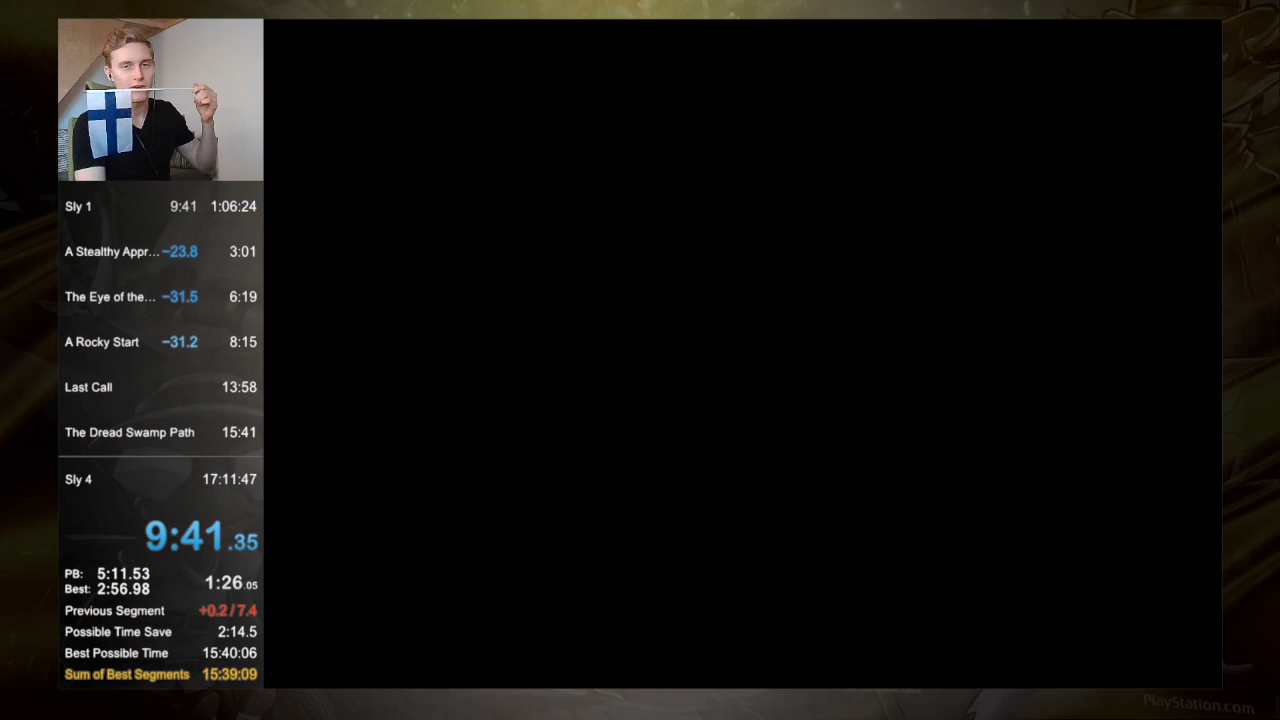 Sly 1 9:41 1:06:24
A Stealthy Appr... −23.8 3:01
The Eye of the... −31.5 6:19
A Rocky Start −31.2 8:15
Last Call 13:58
The Dread Swamp Path 15:41
Sly 4 17:11:47
9:41.35
PB: 5:11.53
Best: 2:56.98
1:26.05
Previous Segment +0.2 / 7.4
Possible Time Save 2:14.5
Best Possible Time 15:40:06
Sum of Best Segments 15:39:09
PlayStation.com